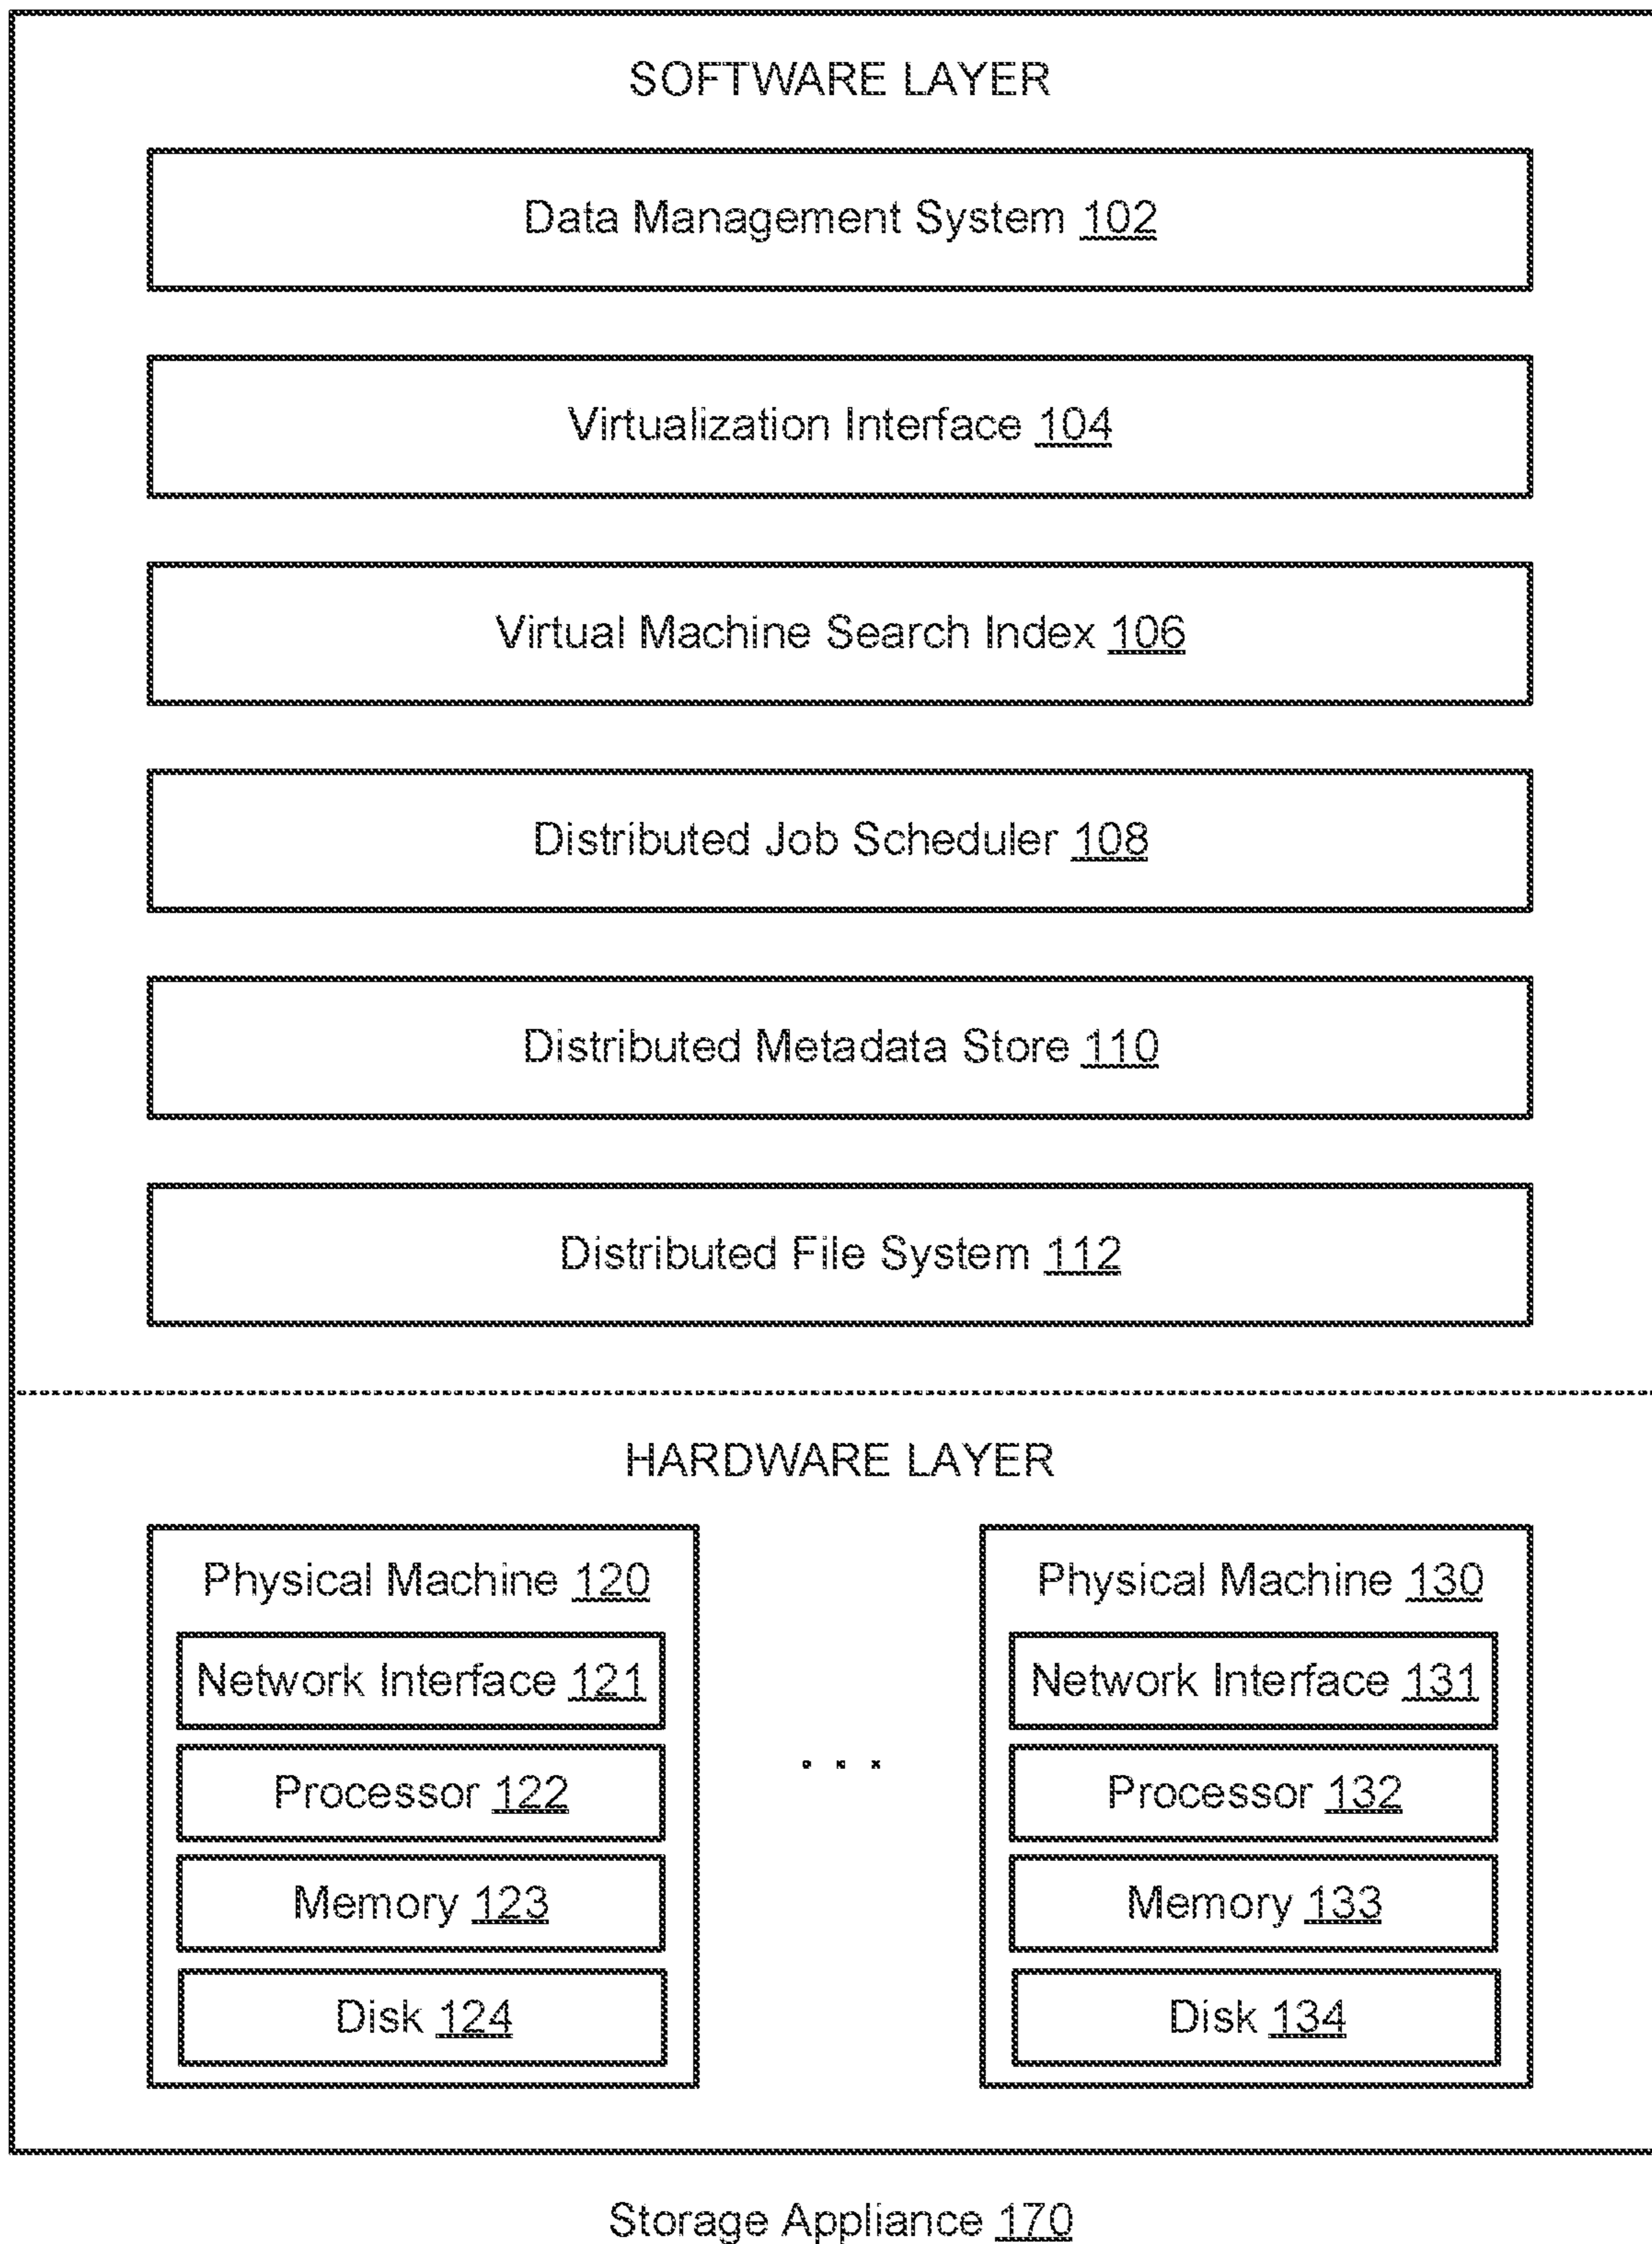 SOFTWARE LAYER
Data Management System 102
Virtualization Interface 104
Virtual Machine Search Index 106
Distributed Job Scheduler 108
Distributed Metadata Store 110
Distributed File System 112
HARDWARE LAYER
Physical Machine 120
Network Interface 121
Processor 122
Memory 123
Disk 124
. . .
Physical Machine 130
Network Interface 131
Processor 132
Memory 133
Disk 134
Storage Appliance 170